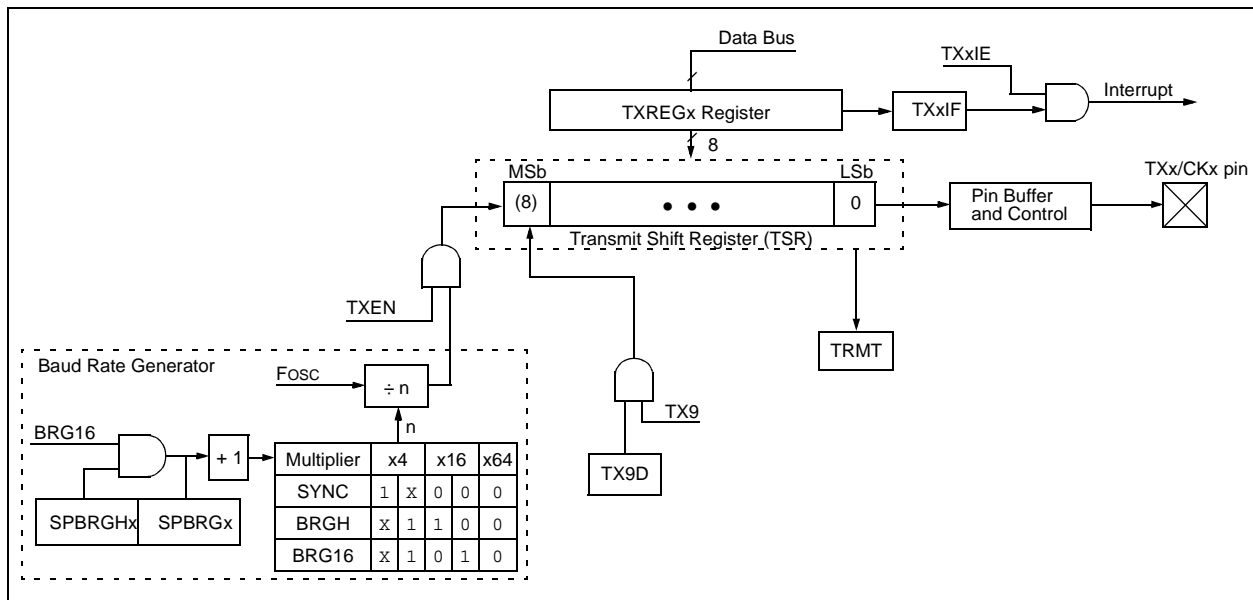 Data Bus
TXxIE
Interrupt
TXREGx Register
TXxIF
8
MSb
LSb
TXx/CKx pin
(8)
• • •
0
Pin Buffer
and Control
Transmit Shift Register (TSR)
TXEN
TRMT
Baud Rate Generator
FOSC
÷ n
TX9
n
BRG16
+ 1
Multiplier x4 x16 x64
TX9D
SYNC 1 X 0 0 0
SPBRGHx SPBRGx
BRGH X 1 1 0 0
BRG16 X 1 0 1 0